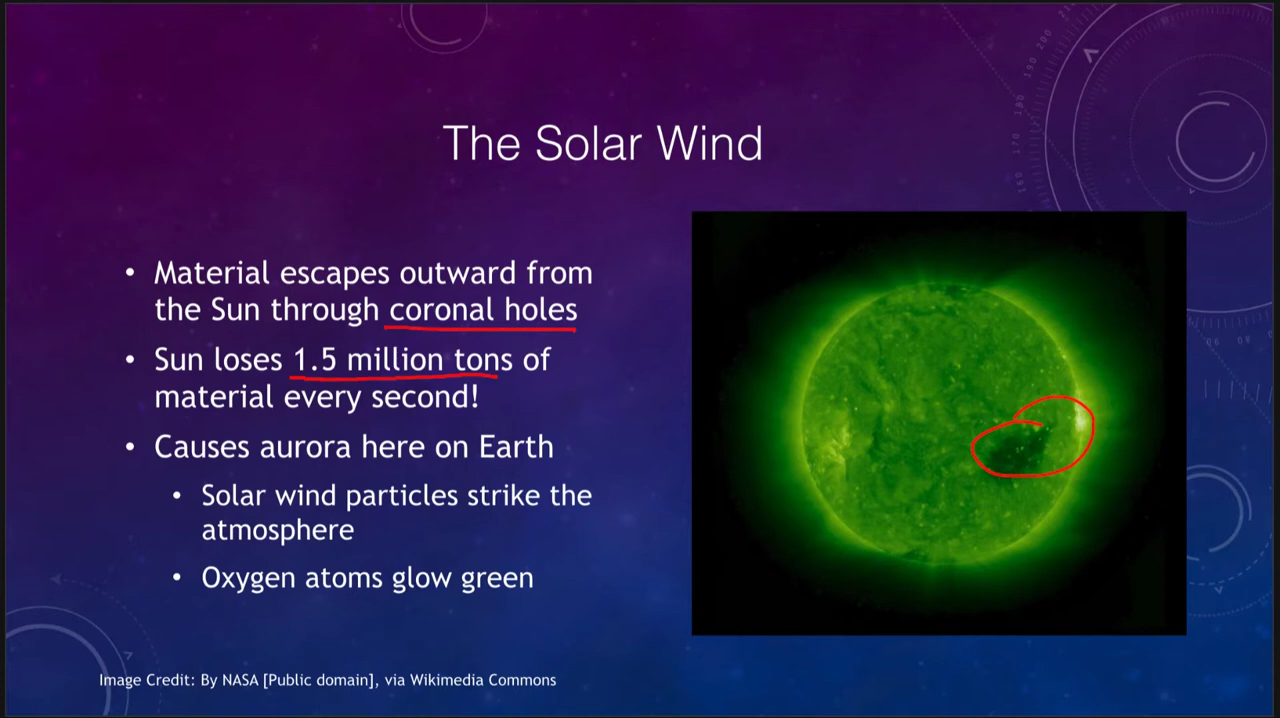 The Solar Wind
• Material escapes outward from
the Sun through coronal holes
• Sun loses 1.5 million tons of
material every second!
• Causes aurora here on Earth
• Solar wind particles strike the
atmosphere
• Oxygen atoms glow green
Image Credit: By NASA [Public domain], via Wikimedia Commons